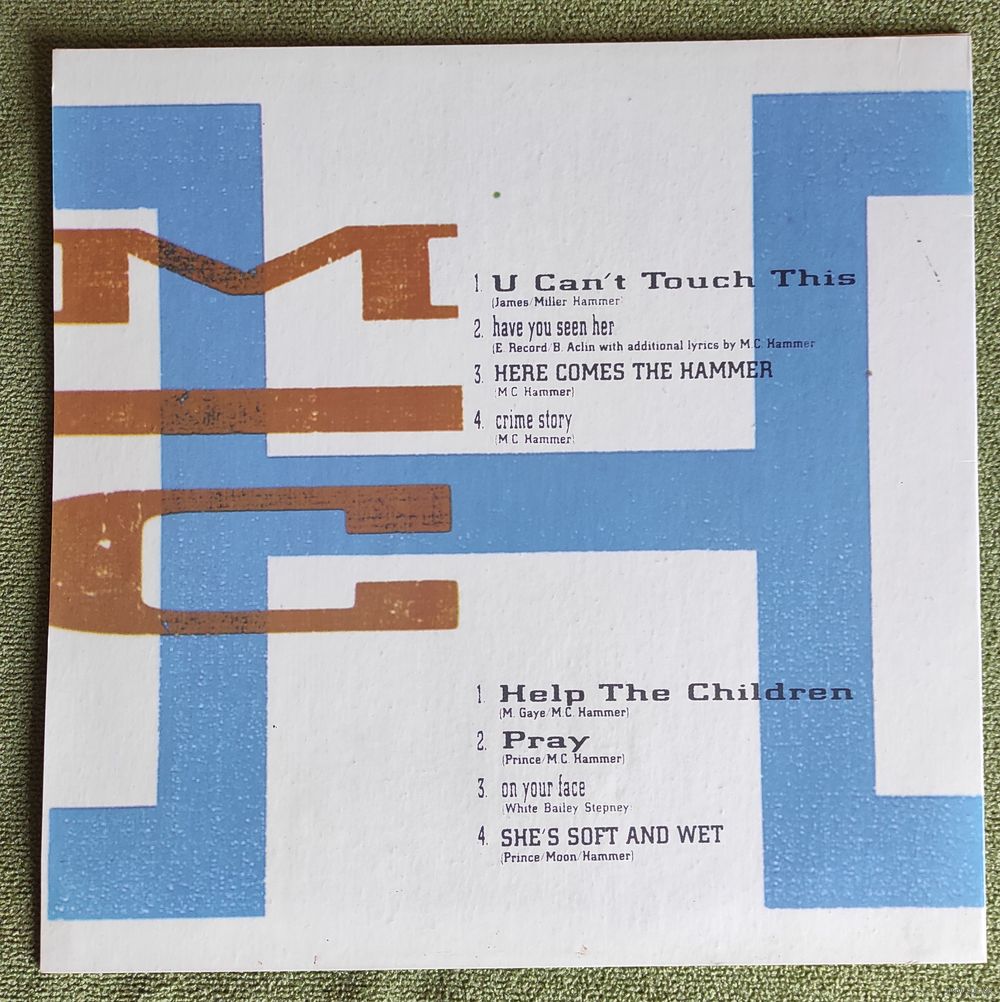 M
C
H
1. U Can't Touch This
(James/Miller Hammer)
2. have you seen her
(E. Record/B. Aclin with additional lyrics by M.C. Hammer
3. HERE COMES THE HAMMER
(M.C. Hammer)
4. crime story
(M.C. Hammer)
1. Help The Children
(M. Gaye/M.C. Hammer)
2. Pray
(Prince/M.C. Hammer)
3. on your face
(White Bailey Stepney)
4. SHE'S SOFT AND WET
(Prince/Moon/Hammer)